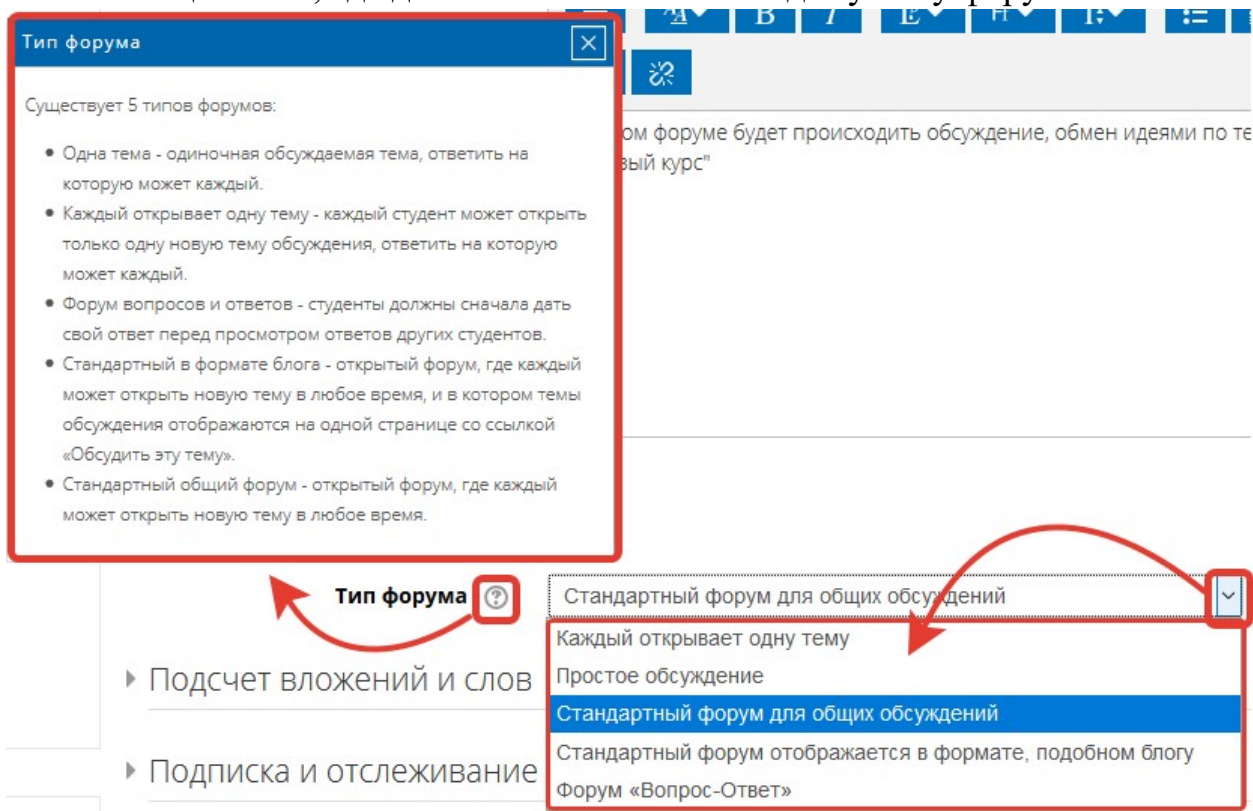 Тип форума
Существует 5 типов форумов:
• Одна тема - одиночная обсуждаемая тема, ответить на
которую может каждый.
• Каждый открывает одну тему - каждый студент может открыть
только одну новую тему обсуждения, ответить на которую
может каждый.
• Форум вопросов и ответов - студенты должны сначала дать
свой ответ перед просмотром ответов других студентов.
• Стандартный в формате блога - открытый форум, где каждый
может открыть новую тему в любое время, и в котором темы
обсуждения отображаются на одной странице со ссылкой
«Обсудить эту тему».
• Стандартный общий форум - открытый форум, где каждый
может открыть новую тему в любое время.
B I
форуме будет происходить обсуждение, обмен идеями по
курс"
Тип форума ?
Стандартный форум для общих обсуждений
Каждый открывает одну тему
Простое обсуждение
Стандартный форум для общих обсуждений
Стандартный форум отображается в формате, подобном блогу
Форум «Вопрос-Ответ»
Подсчет вложений и слов
Подписка и отслеживание